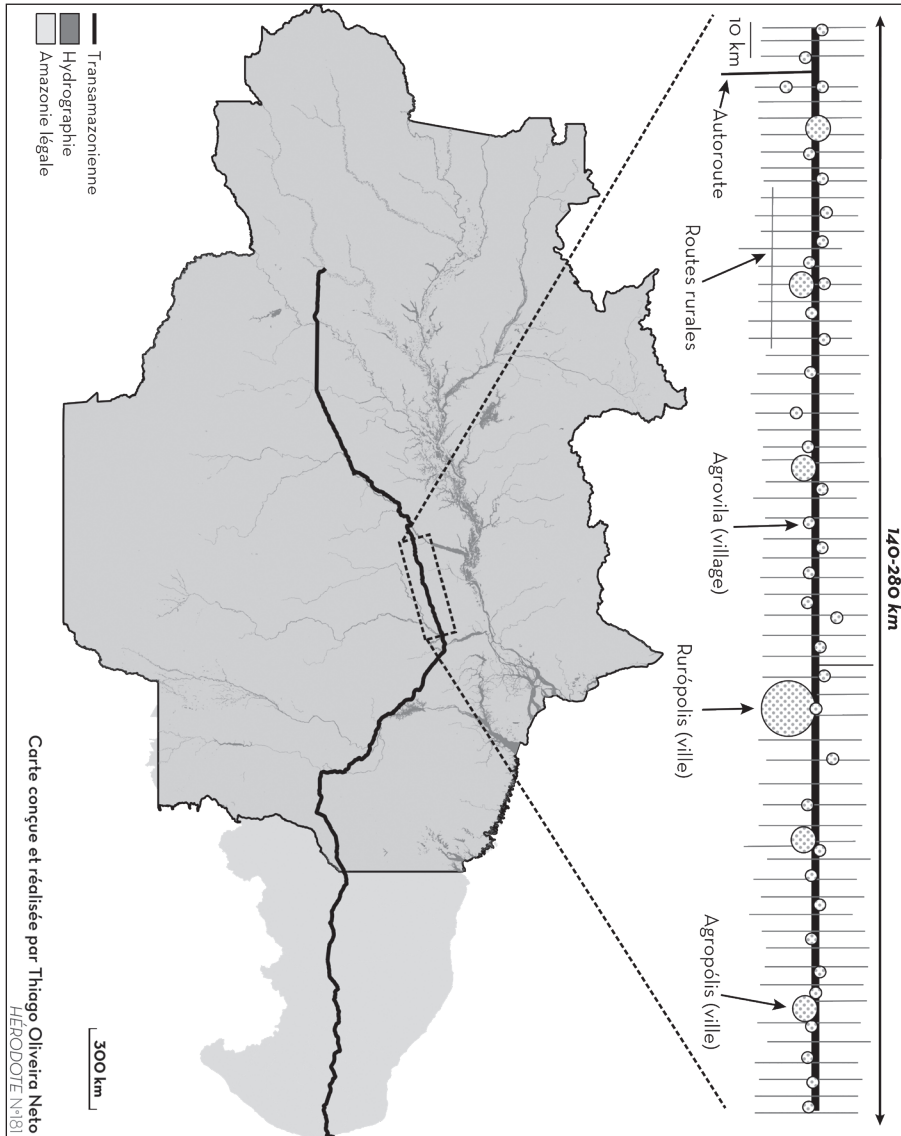 140-280 km
10 km
Autoroute
Routes rurales
Agrovila (village)
Rurópolis (ville)
Agropólis (ville)
Transamazonienne
Hydrographie
Amazonie légale
300 km
Carte conçue et réalisée par Thiago Oliveira Neto
HÉRODOTE N°181